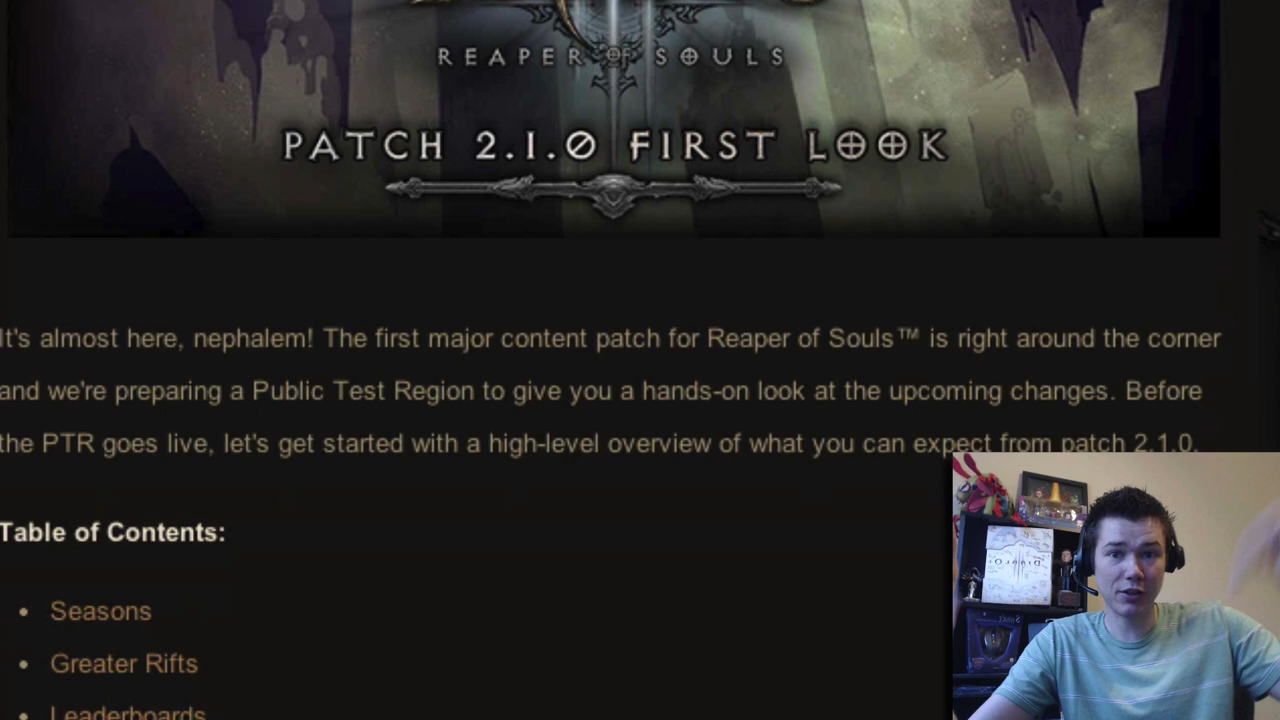 REAPER OF SOULS
PATCH 2.1.0 FIRST LOOK
It's almost here, nephalem! The first major content patch for Reaper of Souls™ is right around the corner
and we're preparing a Public Test Region to give you a hands-on look at the upcoming changes. Before
the PTR goes live, let's get started with a high-level overview of what you can expect from patch 2.1.0.
Table of Contents:
• Seasons
• Greater Rifts
• Leaderboards